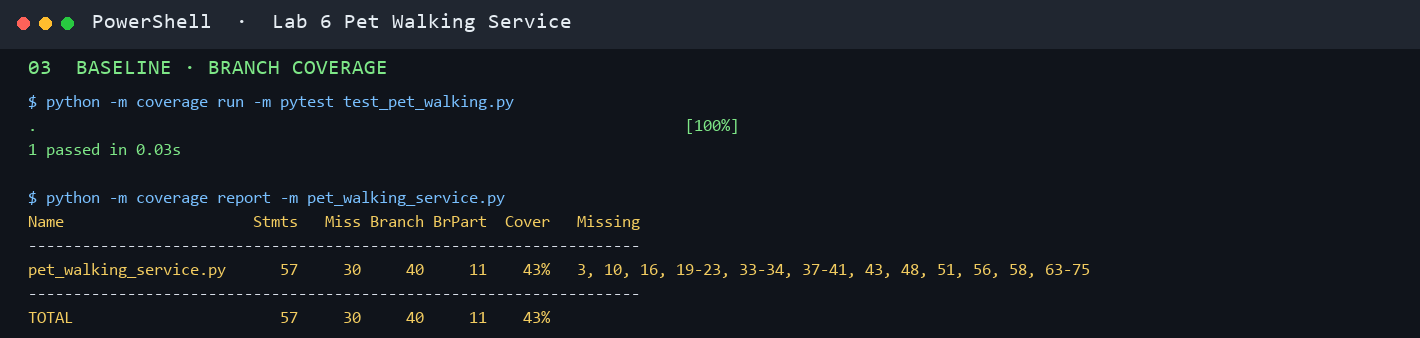 PowerShell · Lab 6 Pet Walking Service
03 BASELINE · BRANCH COVERAGE
$ python -m coverage run -m pytest test_pet_walking.py
. [100%]
1 passed in 0.03s
$ python -m coverage report -m pet_walking_service.py
Name Stmts Miss Branch BrPart Cover Missing
--------------------------------------------------------------------
pet_walking_service.py 57 30 40 11 43% 3, 10, 16, 19-23, 33-34, 37-41, 43, 48, 51, 56, 58, 63-75
--------------------------------------------------------------------
TOTAL 57 30 40 11 43%